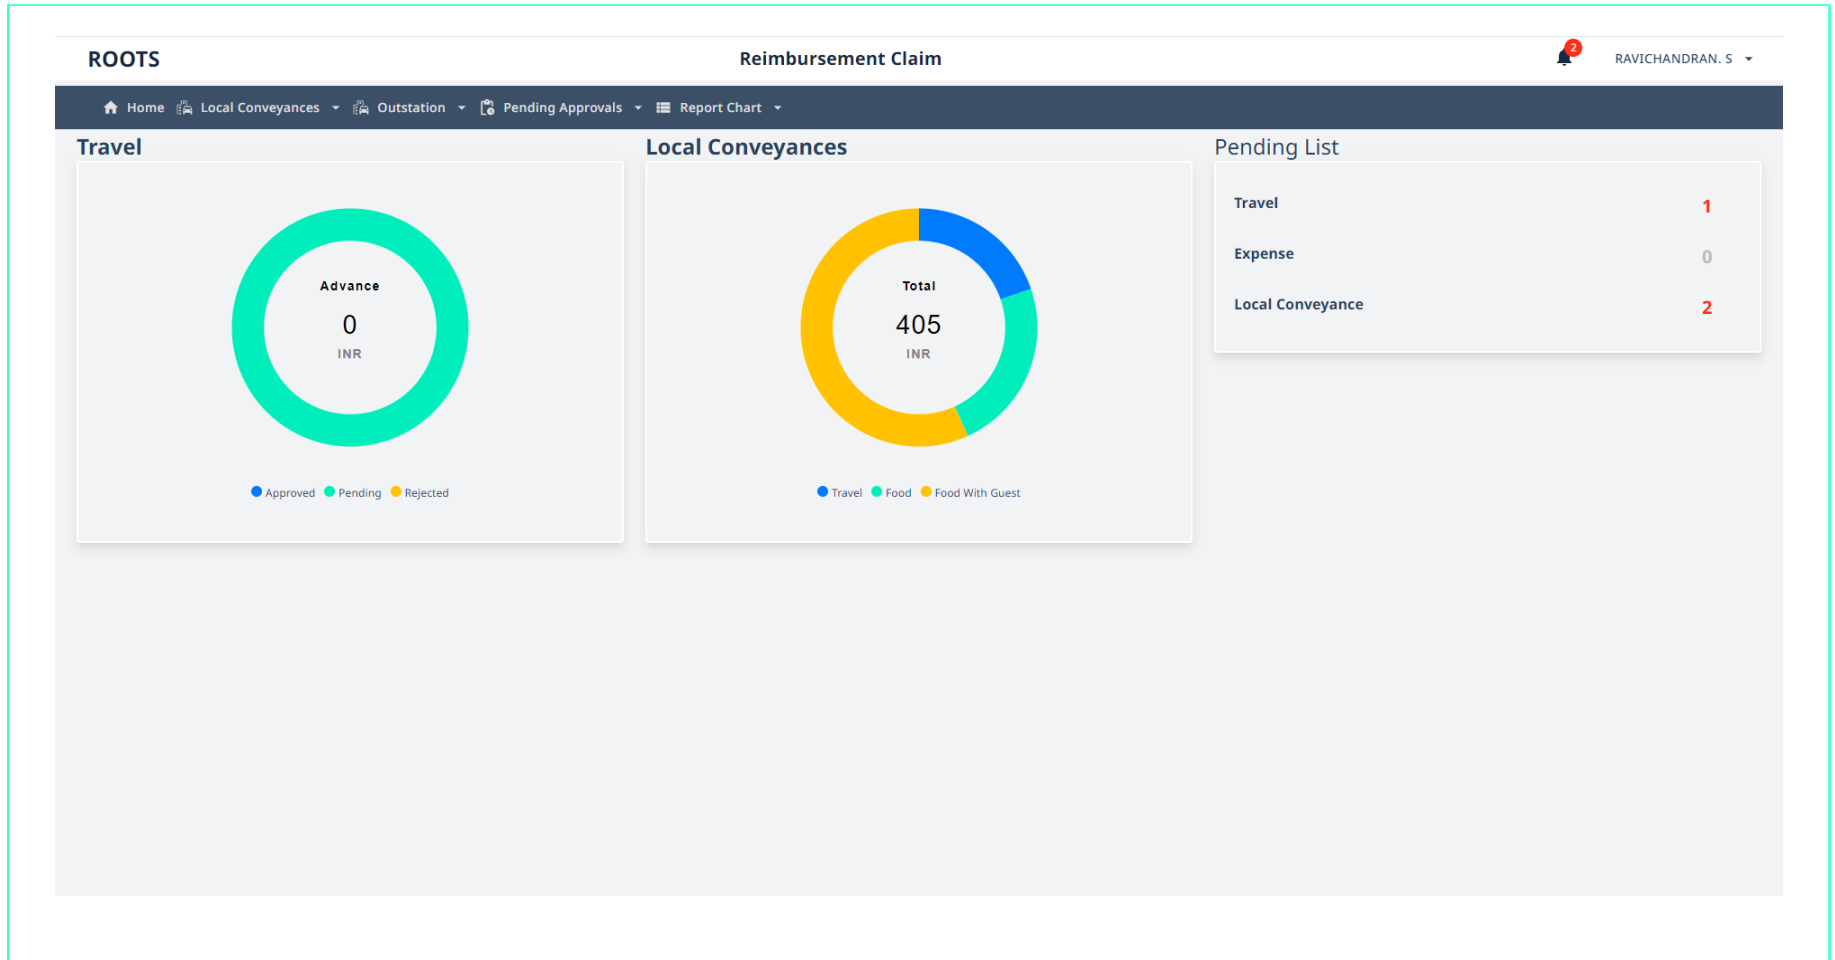 ROOTS
Reimbursement Claim
2
RAVICHANDRAN. S
Home
Local Conveyances
Outstation
Pending Approvals
Report Chart
Travel
Advance
0
INR
Approved
Pending
Rejected
Local Conveyances
Total
405
INR
Travel
Food
Food With Guest
Pending List
Travel 1
Expense 0
Local Conveyance 2